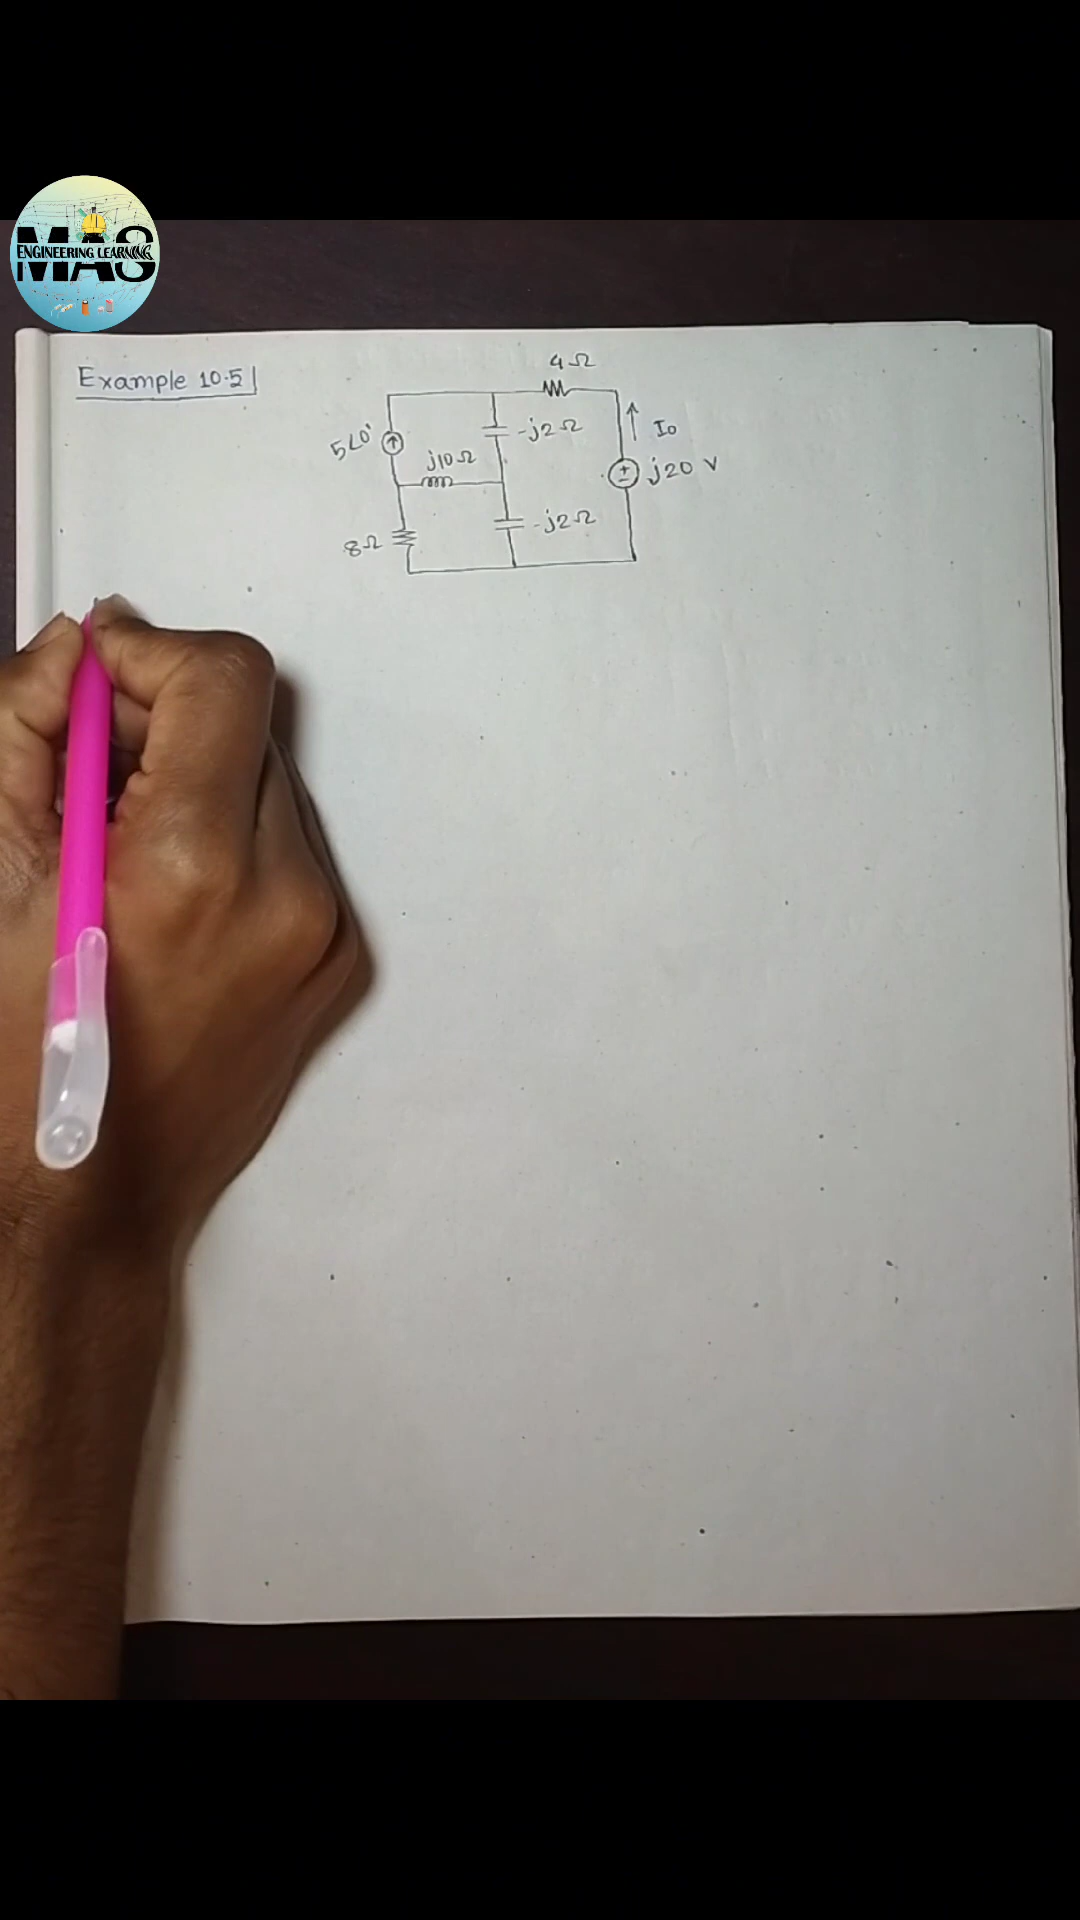 MAS
ENGINEERING LEARNING
Example 10.5
4Ω
5∠0°
-j2Ω
I₀
j10Ω
j20 V
8Ω
-j2Ω